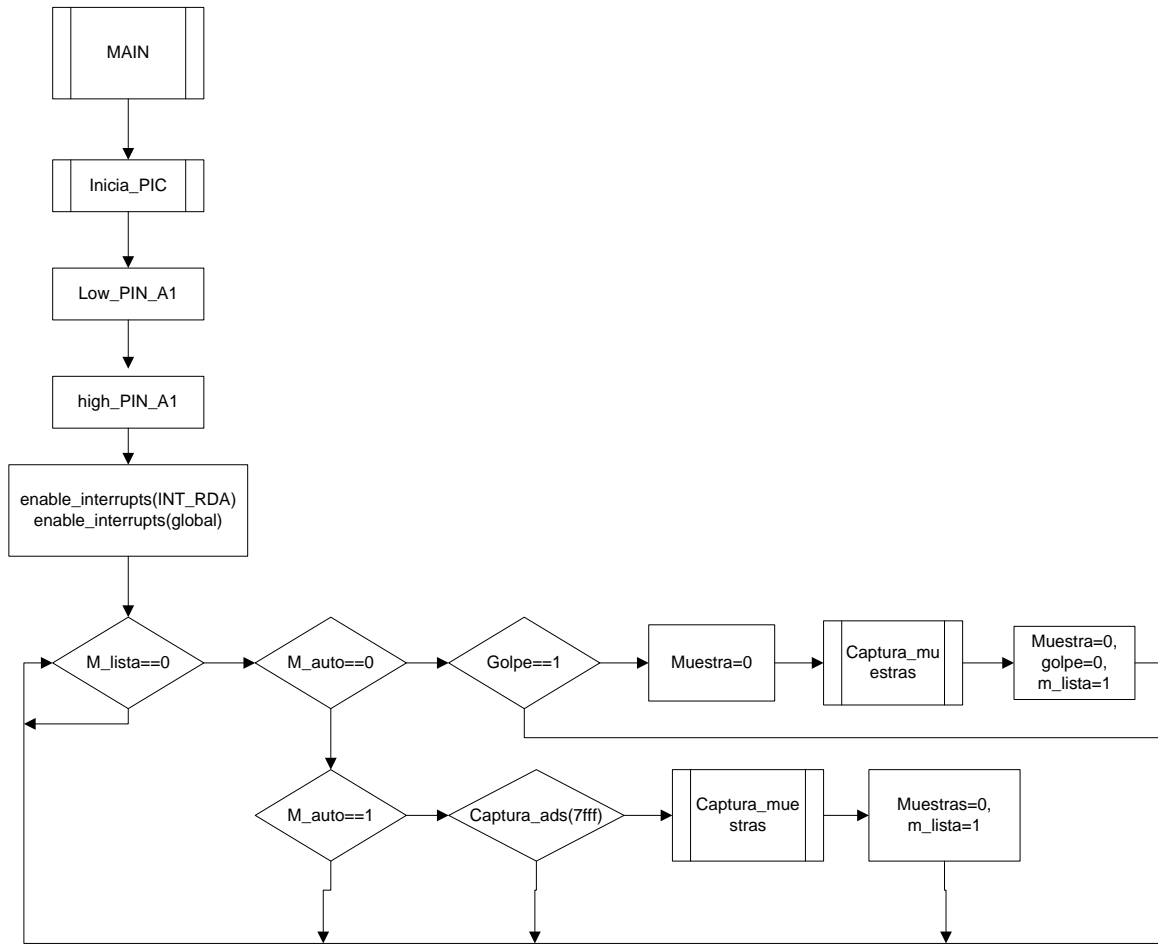 MAIN
Inicia_PIC
Low_PIN_A1
high_PIN_A1
enable_interrupts(INT_RDA)
enable_interrupts(global)
M_lista==0
M_auto==0
Golpe==1
Muestra=0
Captura_mu
estras
Muestra=0,
golpe=0,
m_lista=1
M_auto==1
Captura_ads(7fff)
Captura_mue
stras
Muestras=0,
m_lista=1